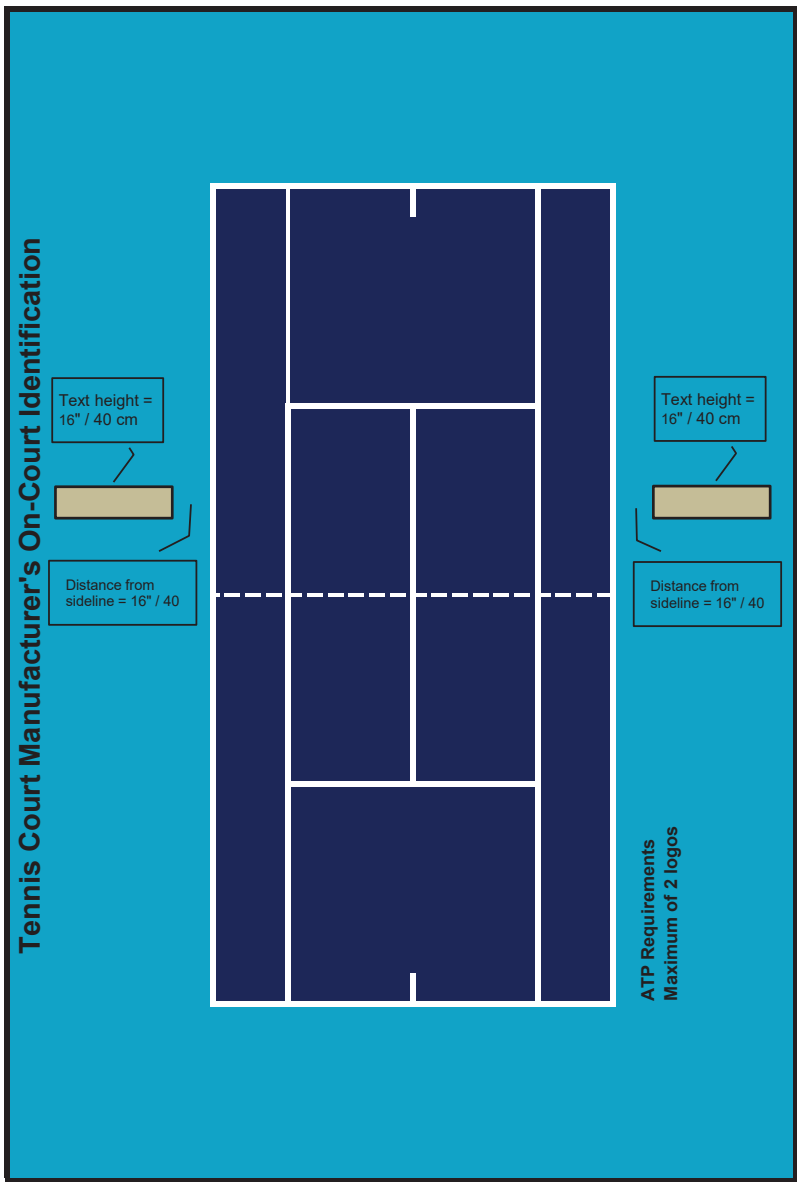 Tennis Court Manufacturer's On-Court Identification
Text height =
16" / 40 cm
Text height =
16" / 40 cm
Distance from
sideline = 16" / 40
Distance from
sideline = 16" / 40
ATP Requirements
Maximum of 2 logos